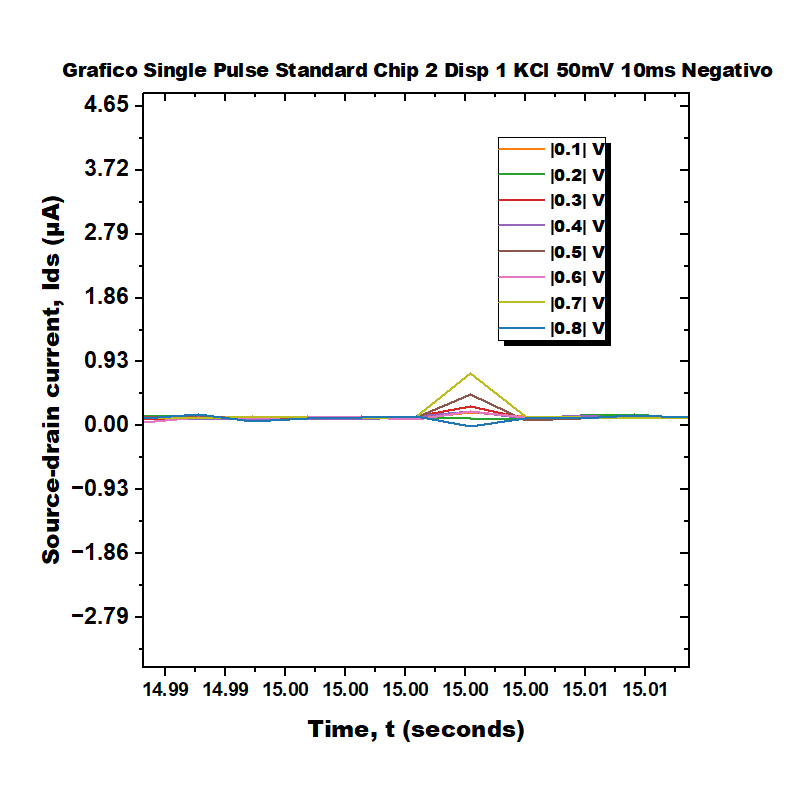 Grafico Single Pulse Standard Chip 2 Disp 1 KCl 50mV 10ms Negativo
4.65
3.72
2.79
1.86
0.93
0.00
−0.93
−1.86
−2.79
Source-drain current, Ids (µA)
|0.1| V
|0.2| V
|0.3| V
|0.4| V
|0.5| V
|0.6| V
|0.7| V
|0.8| V
14.99 14.99 15.00 15.00 15.00 15.00 15.00 15.01 15.01
Time, t (seconds)